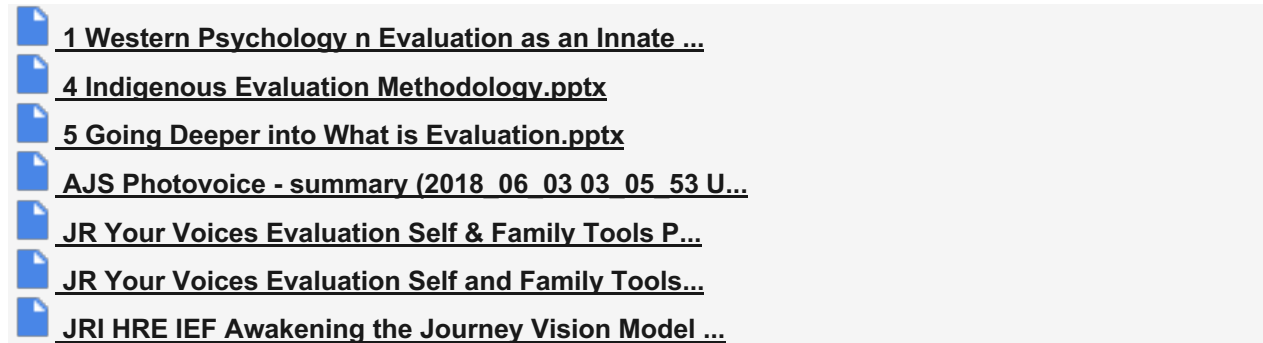 1 Western Psychology n Evaluation as an Innate ...
4 Indigenous Evaluation Methodology.pptx
5 Going Deeper into What is Evaluation.pptx
AJS Photovoice - summary (2018_06_03 03_05_53 U...
JR Your Voices Evaluation Self & Family Tools P...
JR Your Voices Evaluation Self and Family Tools...
JRI HRE IEF Awakening the Journey Vision Model ...